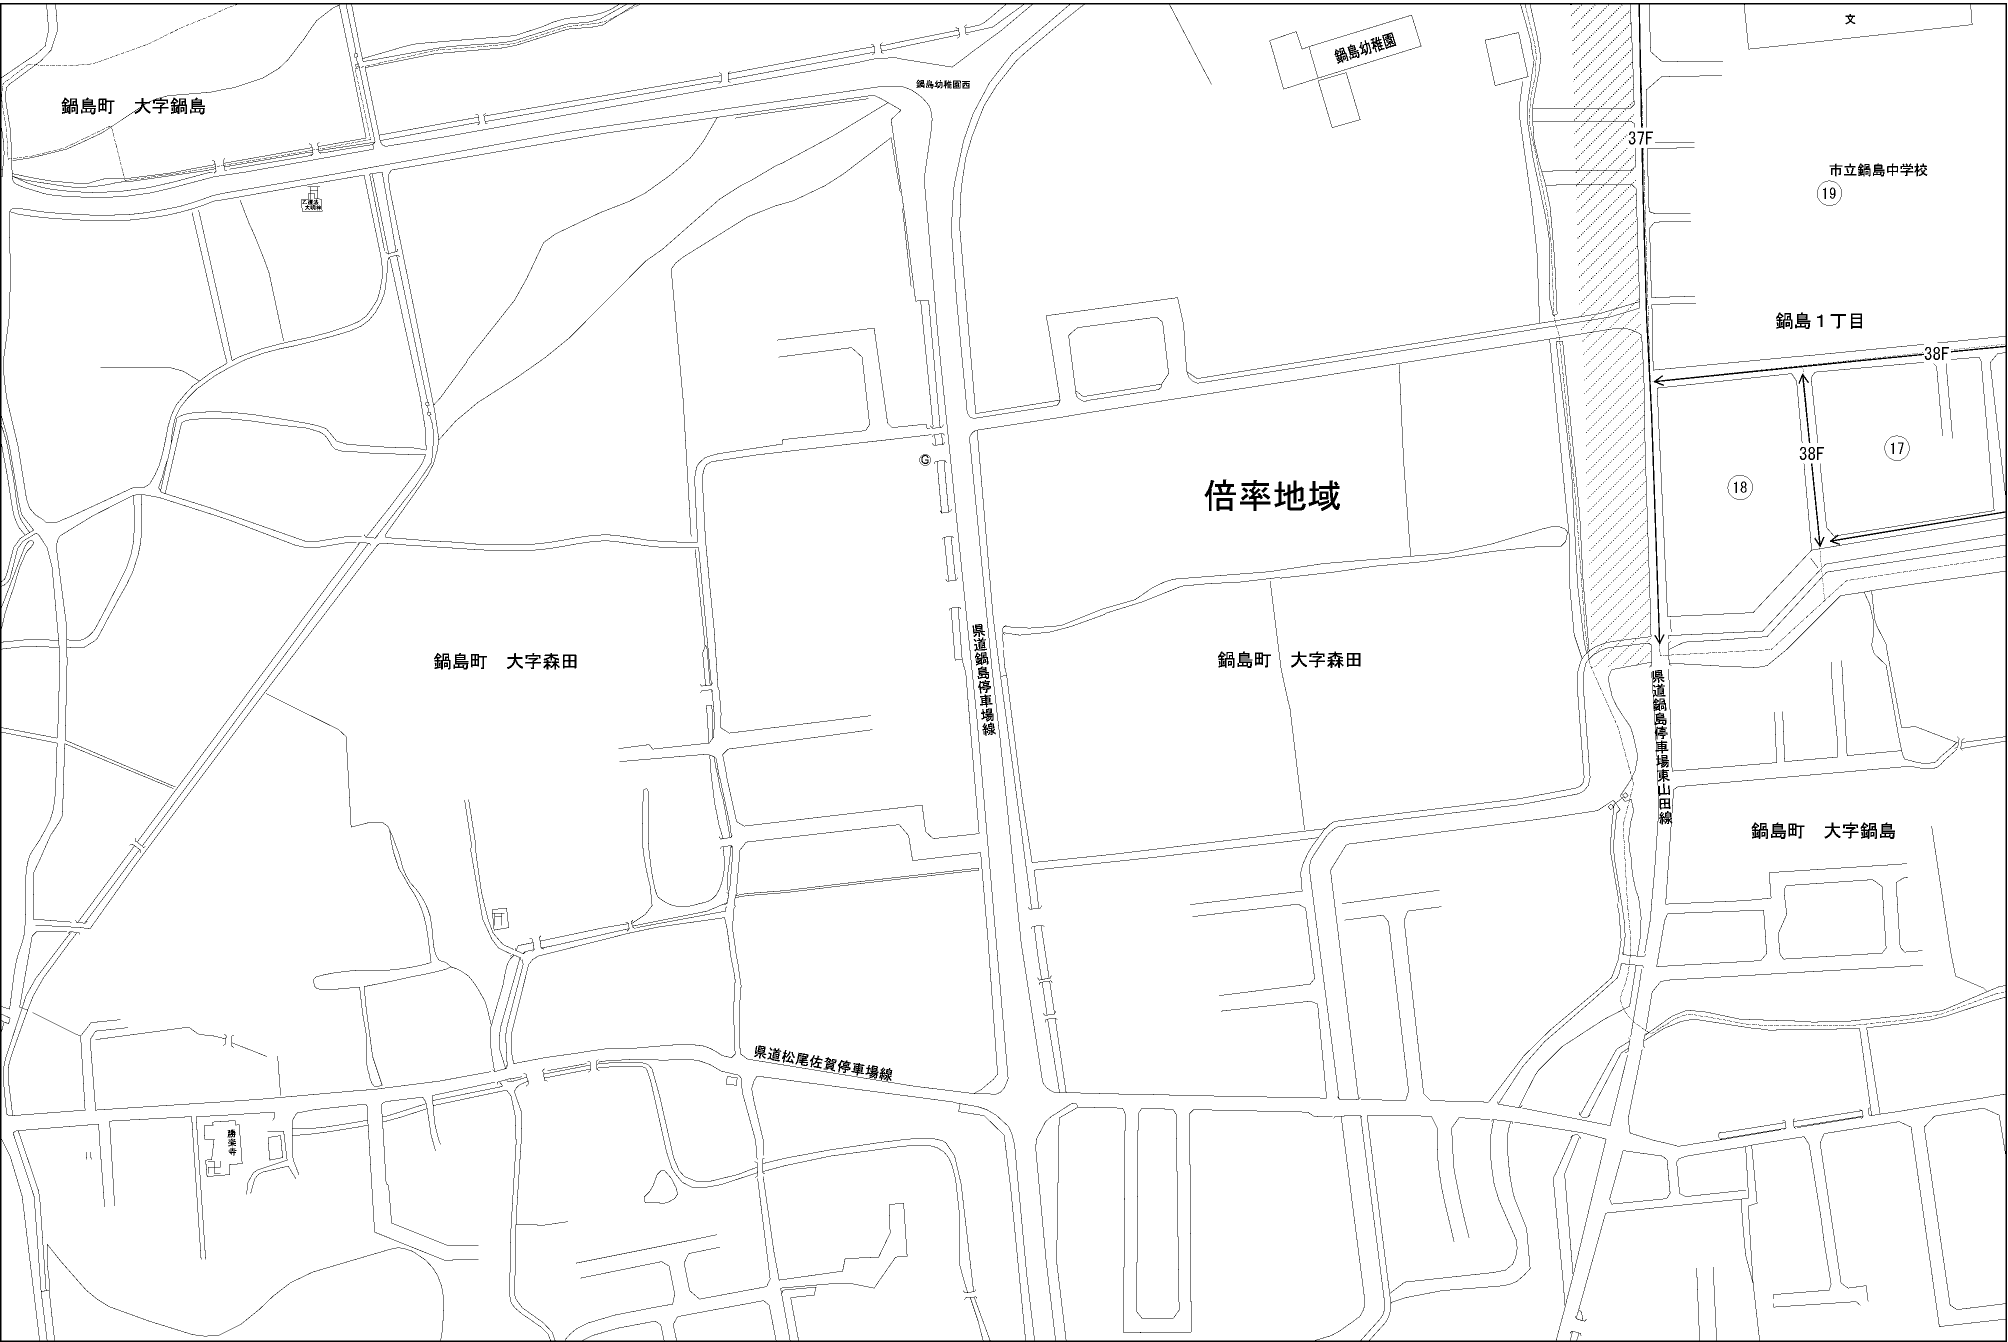 文
鍋島幼稚園
鍋島幼稚園西
鍋島町　大字鍋島
37F
市立鍋島中学校
19
鍋島１丁目
38F
38F
17
G
18
倍率地域
鍋島町　大字森田
県道鍋島停車場線
鍋島町　大字森田
県道鍋島停車場東山田線
鍋島町　大字鍋島
県道松尾佐賀停車場線
勝楽寺